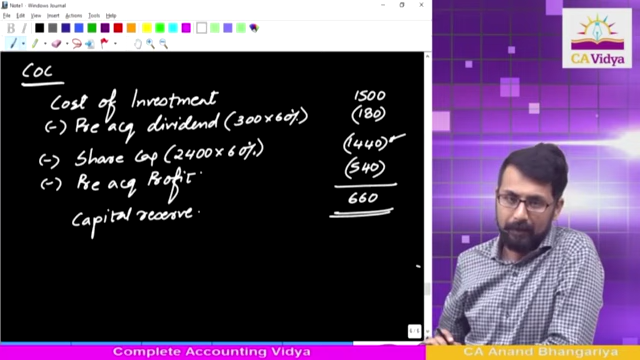 Note1 - Windows Journal
File Edit View Insert Actions Tools Help
COC
Cost of Investment 1500
(-) Pre acq dividend (300×60%) (180)
(-) Share Cap (2400×60%) (1440)
(-) Pre acq Profit (540)
660
Capital reserve
CA Vidya
Complete Accounting Vidya
CA Anand Bhangariya